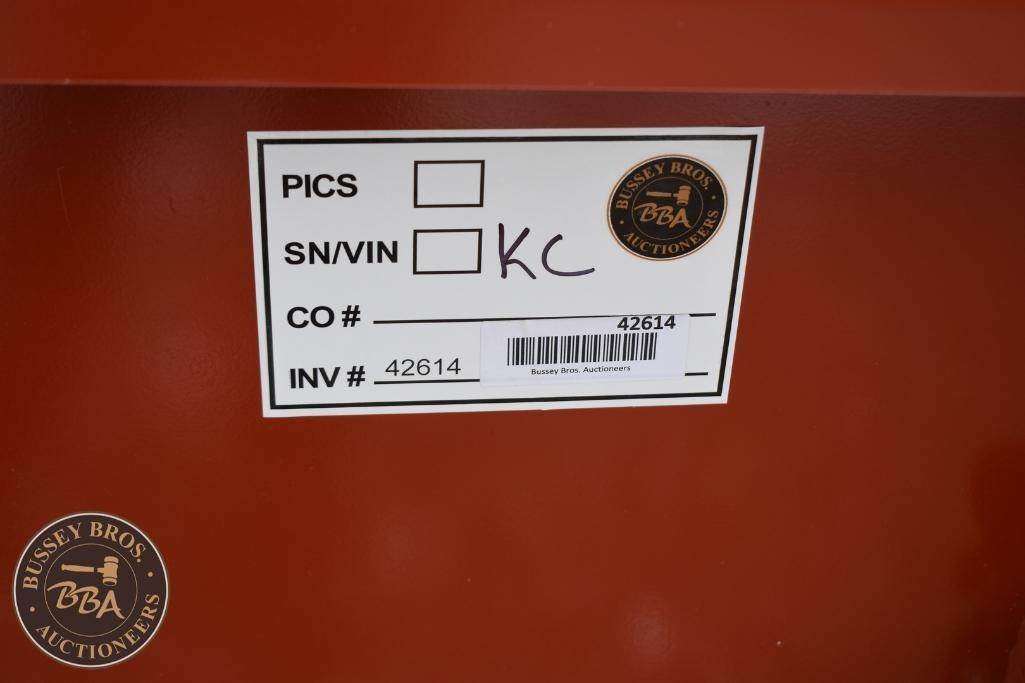 PICS
BUSSEY BROS.
BBA
AUCTIONEERS
SN/VIN KC
CO #
42614
INV # 42614
Bussey Bros. Auctioneers
BUSSEY BROS.
BBA
AUCTIONEERS